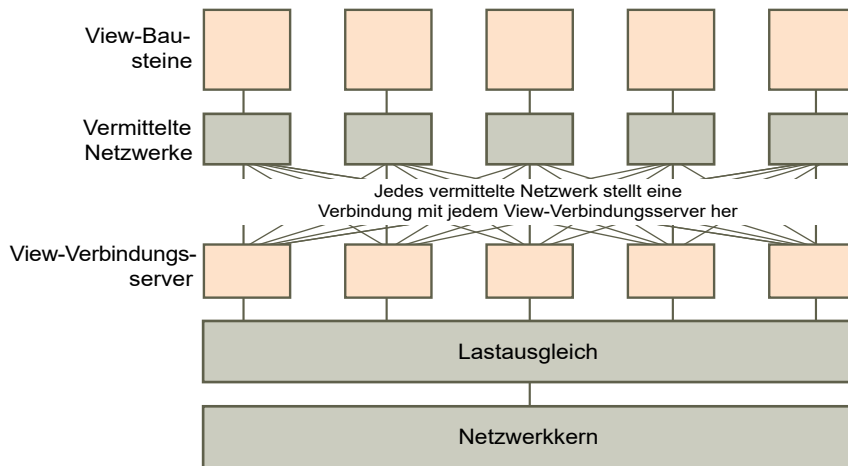 View-Bau-
steine
Vermittelte
Netzwerke
Jedes vermittelte Netzwerk stellt eine
Verbindung mit jedem View-Verbindungsserver her
View-Verbindungs-
server
Lastausgleich
Netzwerkkern